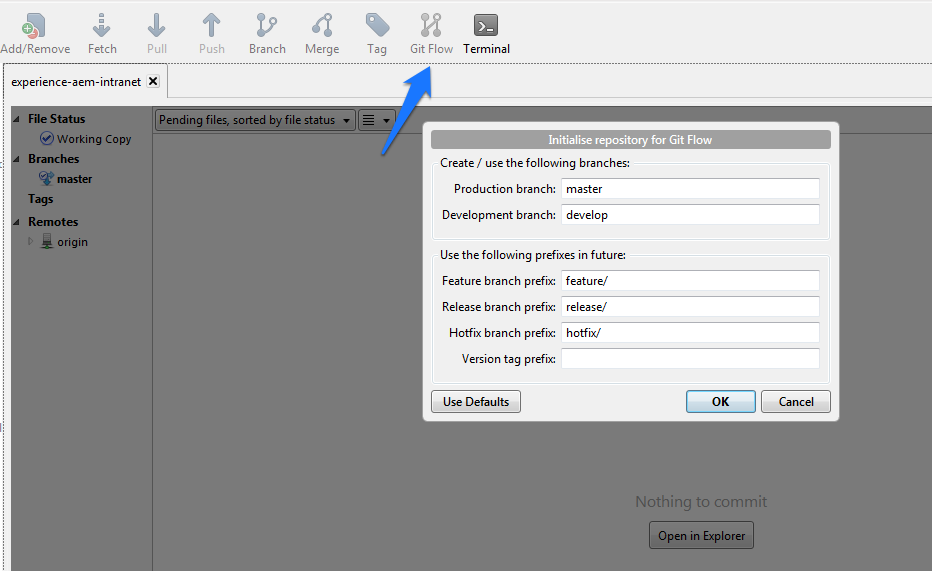 Add/Remove Fetch Pull Push Branch Merge Tag Git Flow Terminal
experience-aem-intranet
File Status
Working Copy
Branches
master
Tags
Remotes
origin
Pending files, sorted by file status
Initialise repository for Git Flow
Create / use the following branches:
Production branch: master
Development branch: develop
Use the following prefixes in future:
Feature branch prefix: feature/
Release branch prefix: release/
Hotfix branch prefix: hotfix/
Version tag prefix:
Use Defaults OK Cancel
Nothing to commit
Open in Explorer